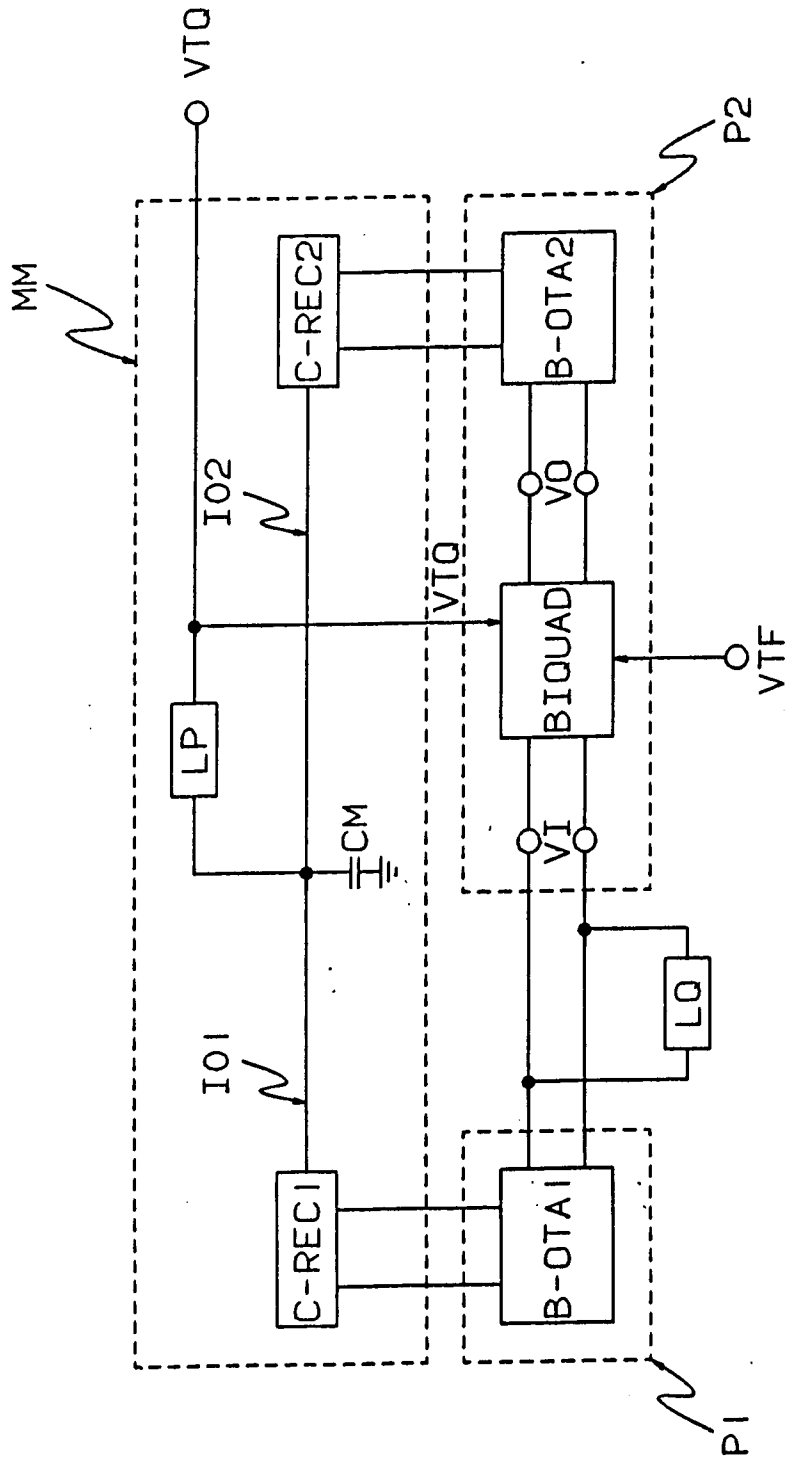 MM
VTQ
LP
IO1
IO2
CM
C-REC1
C-REC2
VTQ
B-OTA1
VI
BIQUAD
VO
B-OTA2
LQ
VTF
P1
P2